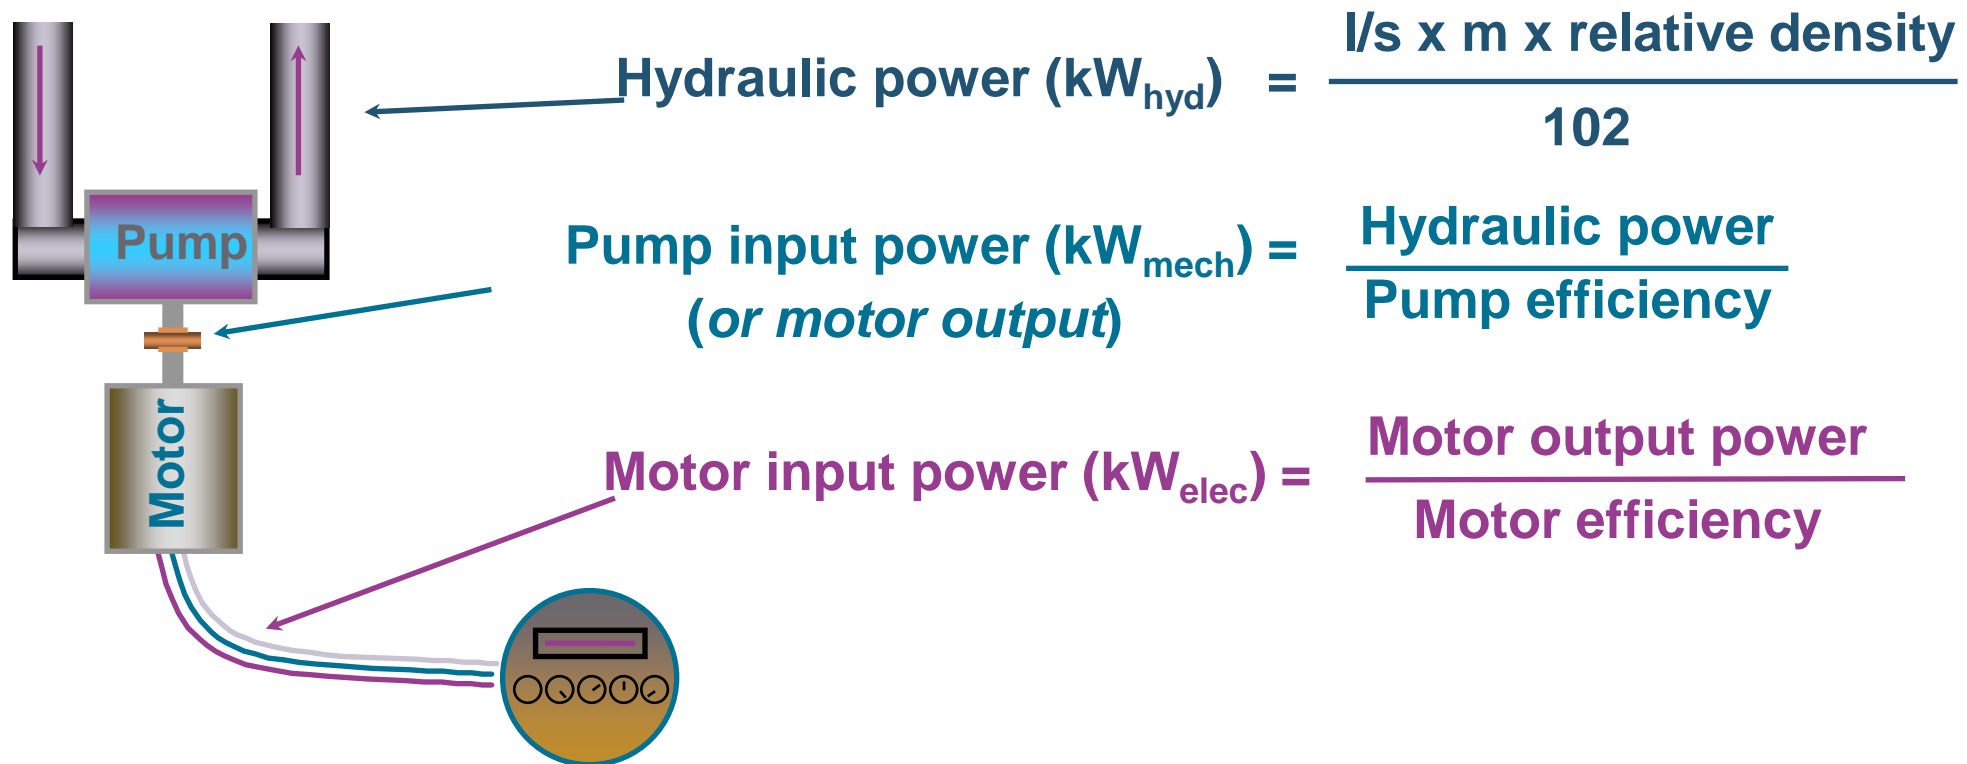 l/s x m x relative density
Hydraulic power (kWhyd) =
102
Pump
Pump input power (kWmech) =
(or motor output)
Hydraulic power
Pump efficiency
Motor
Motor input power (kWelec) =
Motor output power
Motor efficiency